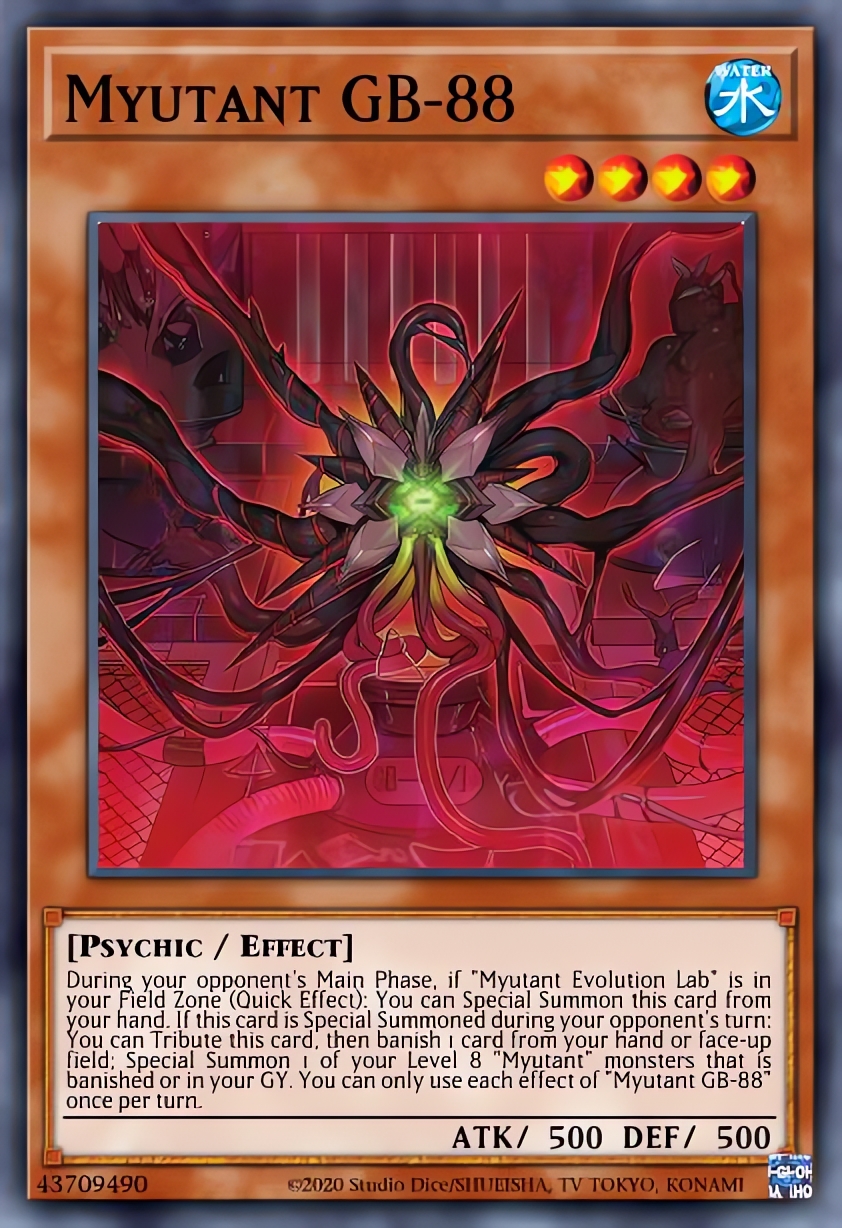 MYUTANT GB-88
WATER
水
[PSYCHIC / EFFECT]
During your opponent's Main Phase, if "Myutant Evolution Lab" is in
your Field Zone (Quick Effect): You can Special Summon this card from
your hand. If this card is Special Summoned during your opponent's turn:
You can Tribute this card, then banish 1 card from your hand or face-up
field; Special Summon 1 of your Level 8 "Myutant" monsters that is
banished or in your GY. You can only use each effect of "Myutant GB-88"
once per turn.
ATK/ 500 DEF/ 500
43709490
©2020 Studio Dice/SHUEISHA, TV TOKYO, KONAMI